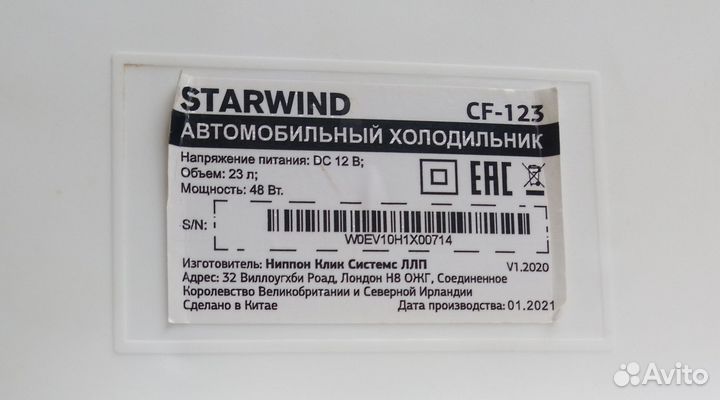 STARWIND CF-123
АВТОМОБИЛЬНЫЙ ХОЛОДИЛЬНИК
Напряжение питания: DC 12 В;
Объем: 23 л;
Мощность: 48 Вт.
EAC
S/N:
W0EV10H1X00714
Изготовитель: Ниппон Клик Системс ЛЛП V1.2020
Адрес: 32 Виллоугхби Роад, Лондон Н8 ОЖГ, Соединенное
Королевство Великобритании и Северной Ирландии
Сделано в Китае Дата производства: 01.2021
Avito